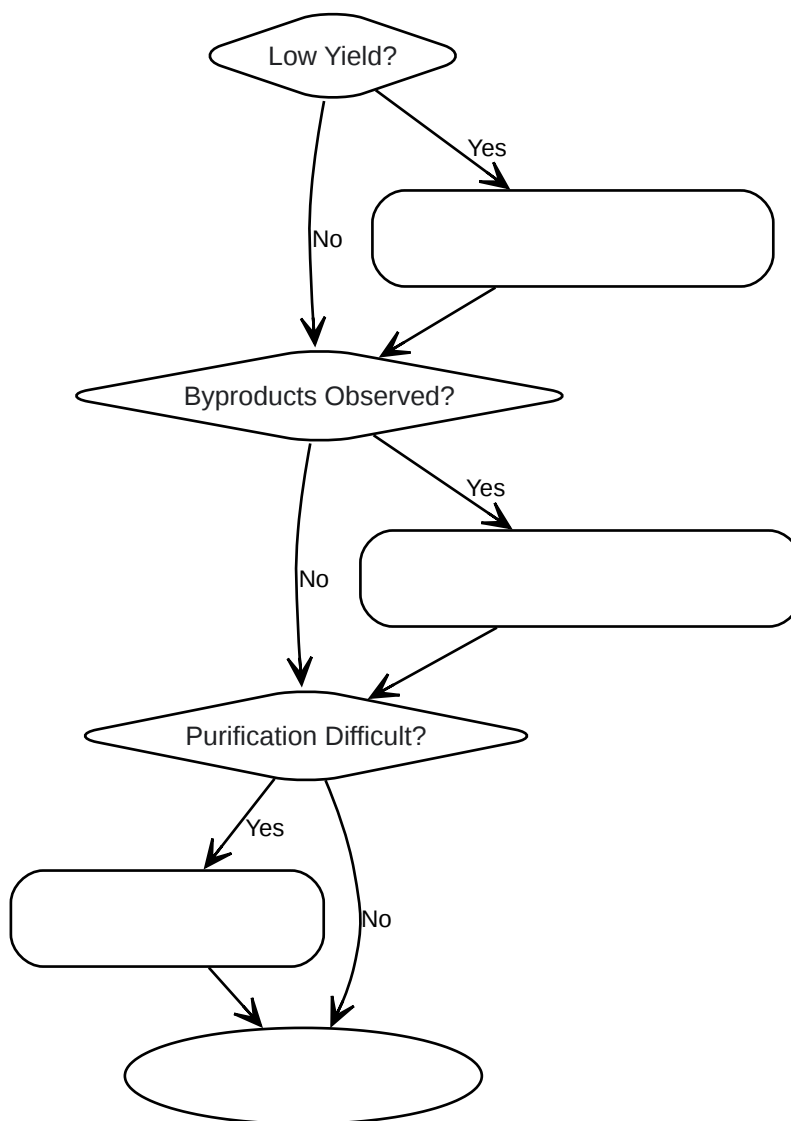 Low Yield?
Yes
No
Byproducts Observed?
Yes
No
Purification Difficult?
Yes
No